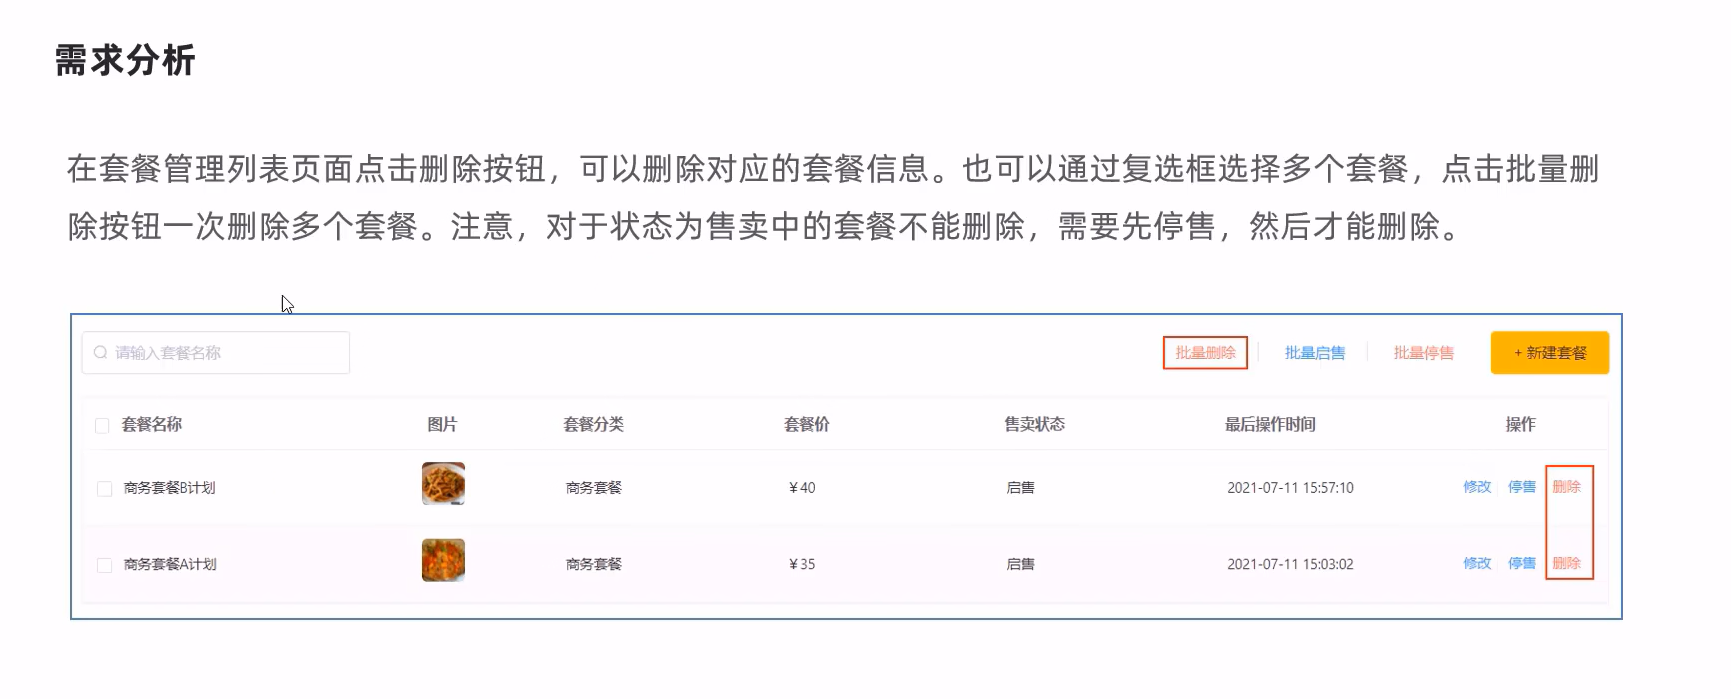 需求分析
在套餐管理列表页面点击删除按钮，可以删除对应的套餐信息。也可以通过复选框选择多个套餐，点击批量删
除按钮一次删除多个套餐。注意，对于状态为售卖中的套餐不能删除，需要先停售，然后才能删除。
请输入套餐名称 批量删除 批量启售 批量停售 + 新建套餐
套餐名称 图片 套餐分类 套餐价 售卖状态 最后操作时间 操作
商务套餐B计划 商务套餐 ￥40 启售 2021-07-11 15:57:10 修改 停售 删除
商务套餐A计划 商务套餐 ￥35 启售 2021-07-11 15:03:02 修改 停售 删除